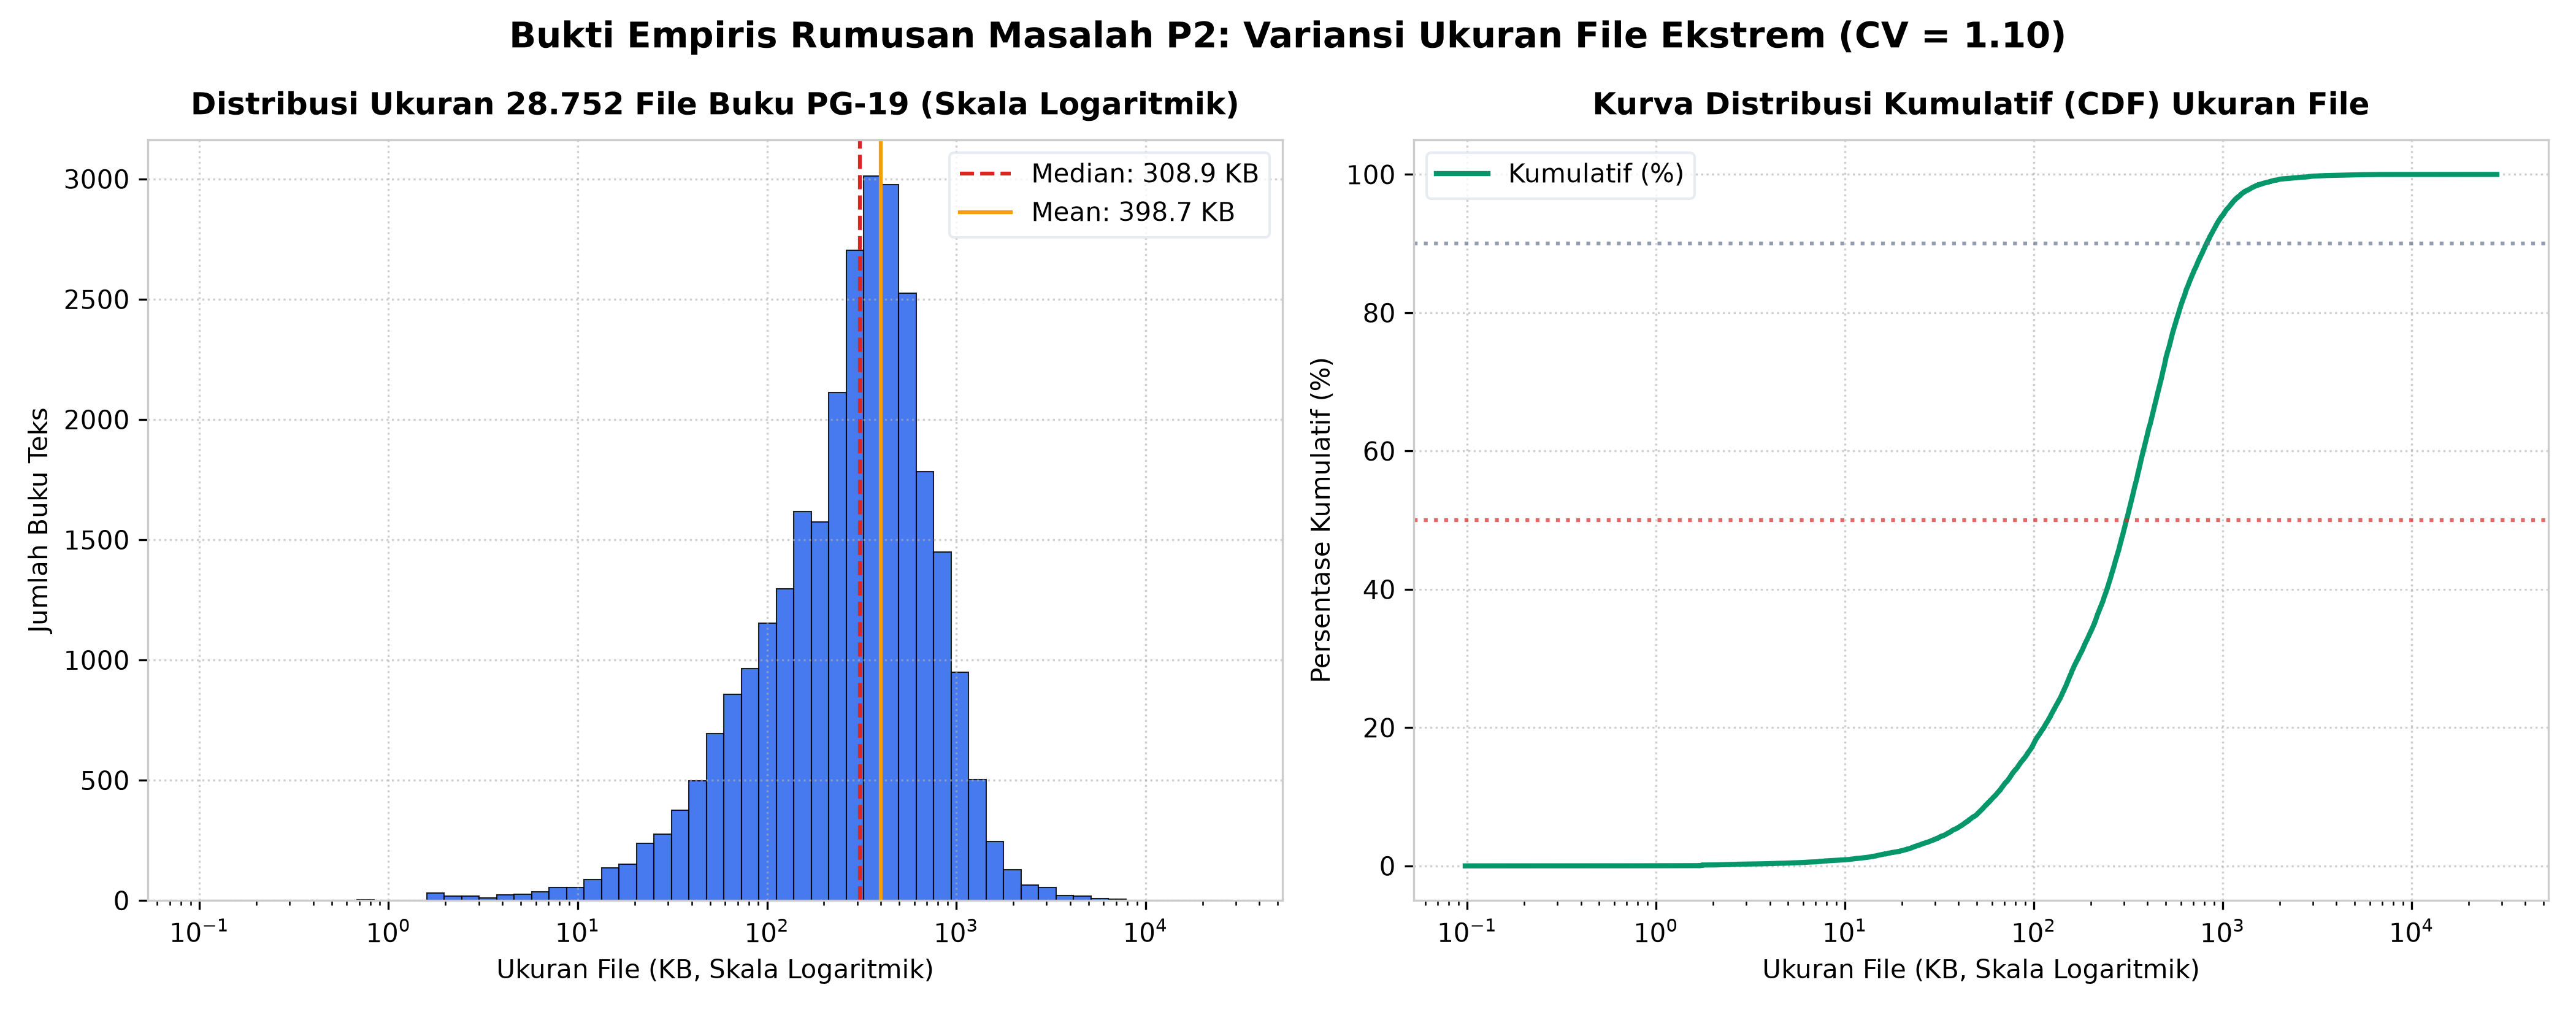 Bukti Empiris Rumusan Masalah P2: Variansi Ukuran File Ekstrem (CV = 1.10)
Distribusi Ukuran 28.752 File Buku PG-19 (Skala Logaritmik)
Median: 308.9 KB
Mean: 398.7 KB
Jumlah Buku Teks
3000
2500
2000
1500
1000
500
0
10⁻¹ 10⁰ 10¹ 10² 10³ 10⁴
Ukuran File (KB, Skala Logaritmik)
Kurva Distribusi Kumulatif (CDF) Ukuran File
Kumulatif (%)
Persentase Kumulatif (%)
100
80
60
40
20
0
10⁻¹ 10⁰ 10¹ 10² 10³ 10⁴
Ukuran File (KB, Skala Logaritmik)